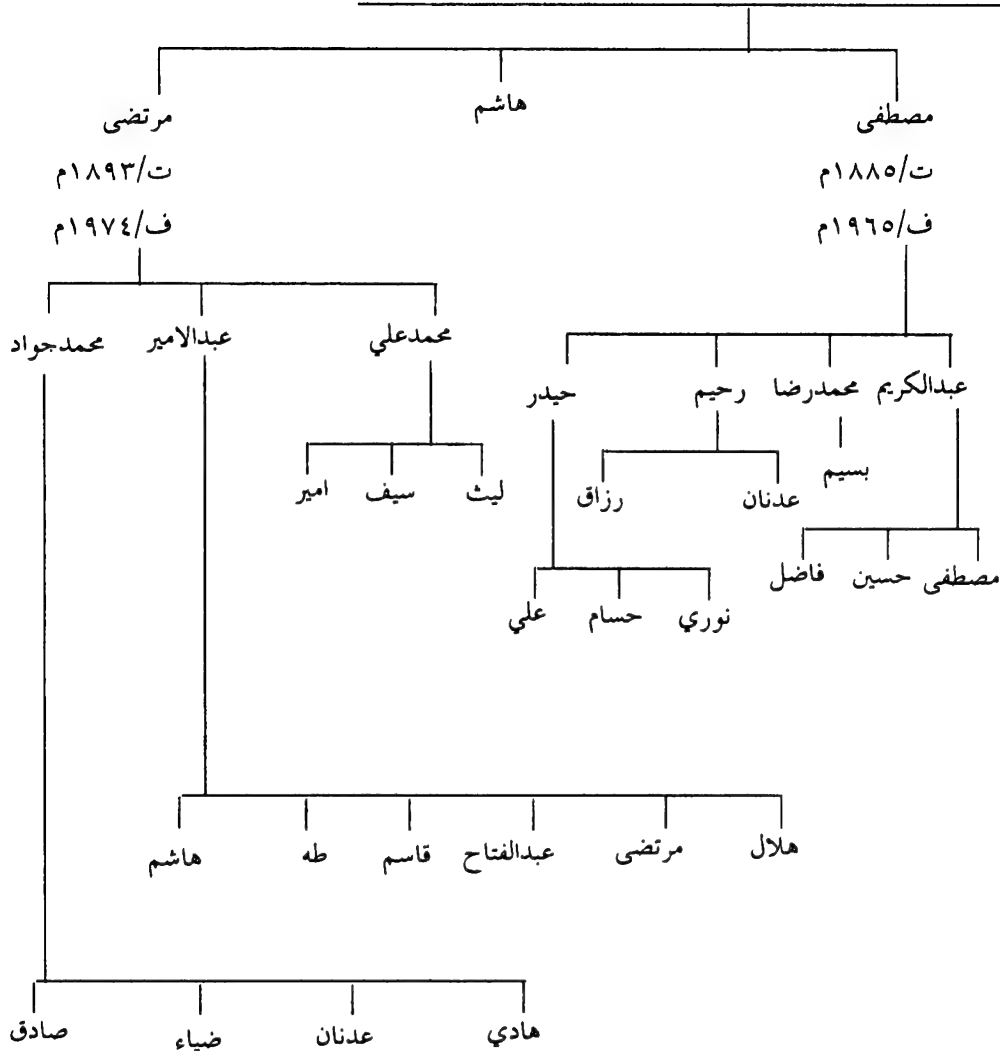 مصطفى هاشم مرتضى
ت/١٨٨٥م ت/١٨٩٣م
ف/١٩٦٥م ف/١٩٧٤م
محمدعلي عبدالامير محمدجواد
عبدالكريم محمدرضا رحيم حيدر
بسيم
عدنان رزاق ليث سيف امير
مصطفى حسين فاضل
نوري حسام علي
هلال مرتضى عبدالفتاح قاسم طه هاشم
هادي عدنان ضياء صادق